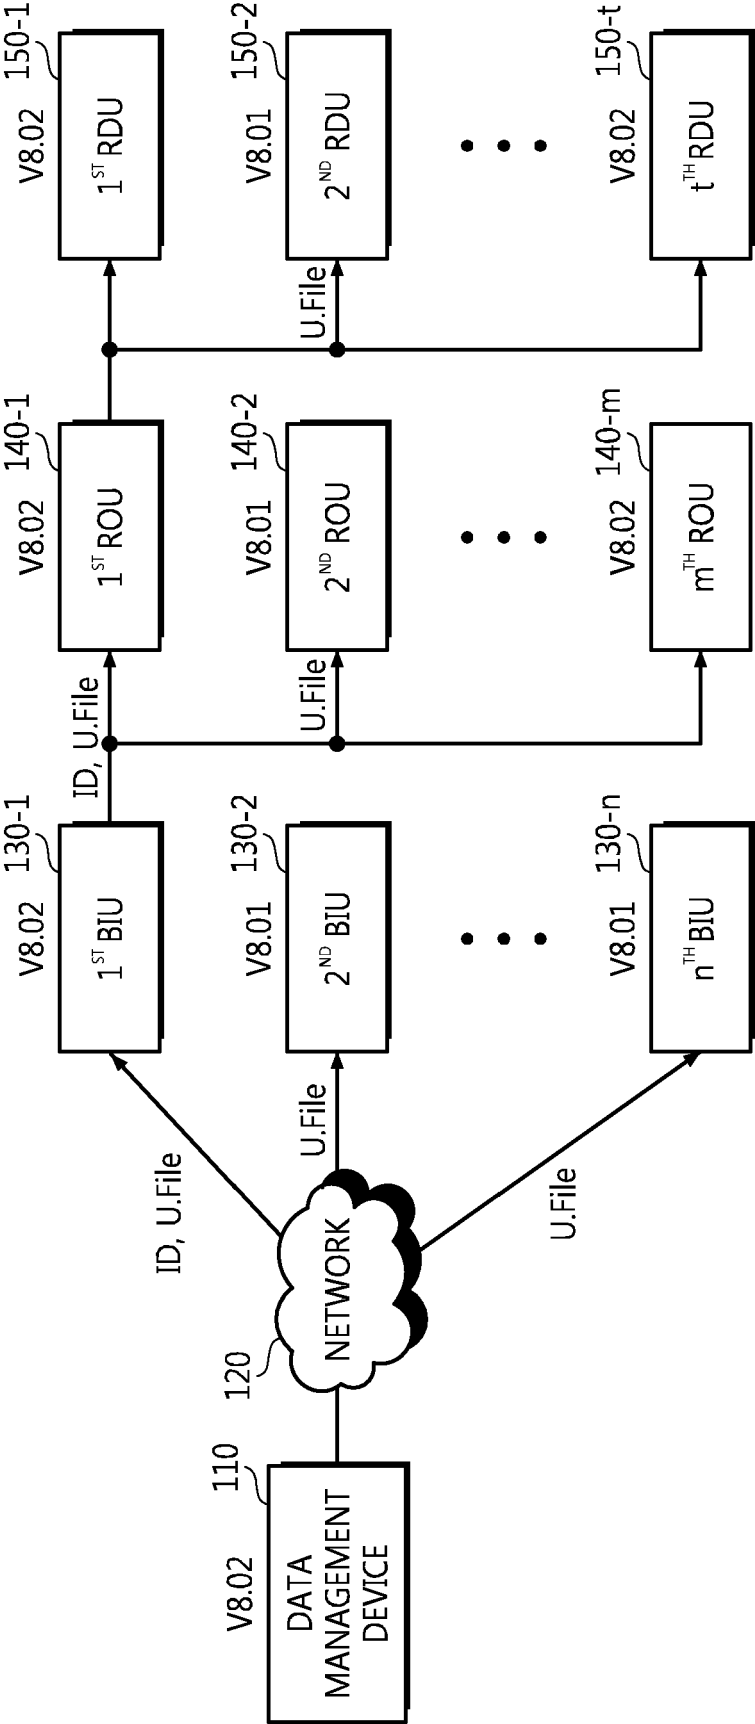 V8.02
110
DATA
MANAGEMENT
DEVICE
120
NETWORK
ID, U.File
U.File
U.File
V8.02
130-1
1ST BIU
V8.01
130-2
2ND BIU
V8.01
130-n
nTH BIU
ID, U.File
U.File
V8.02
140-1
1ST ROU
V8.01
140-2
2ND ROU
V8.02
140-m
mTH ROU
U.File
V8.02
150-1
1ST RDU
V8.01
150-2
2ND RDU
V8.02
150-t
tTH RDU